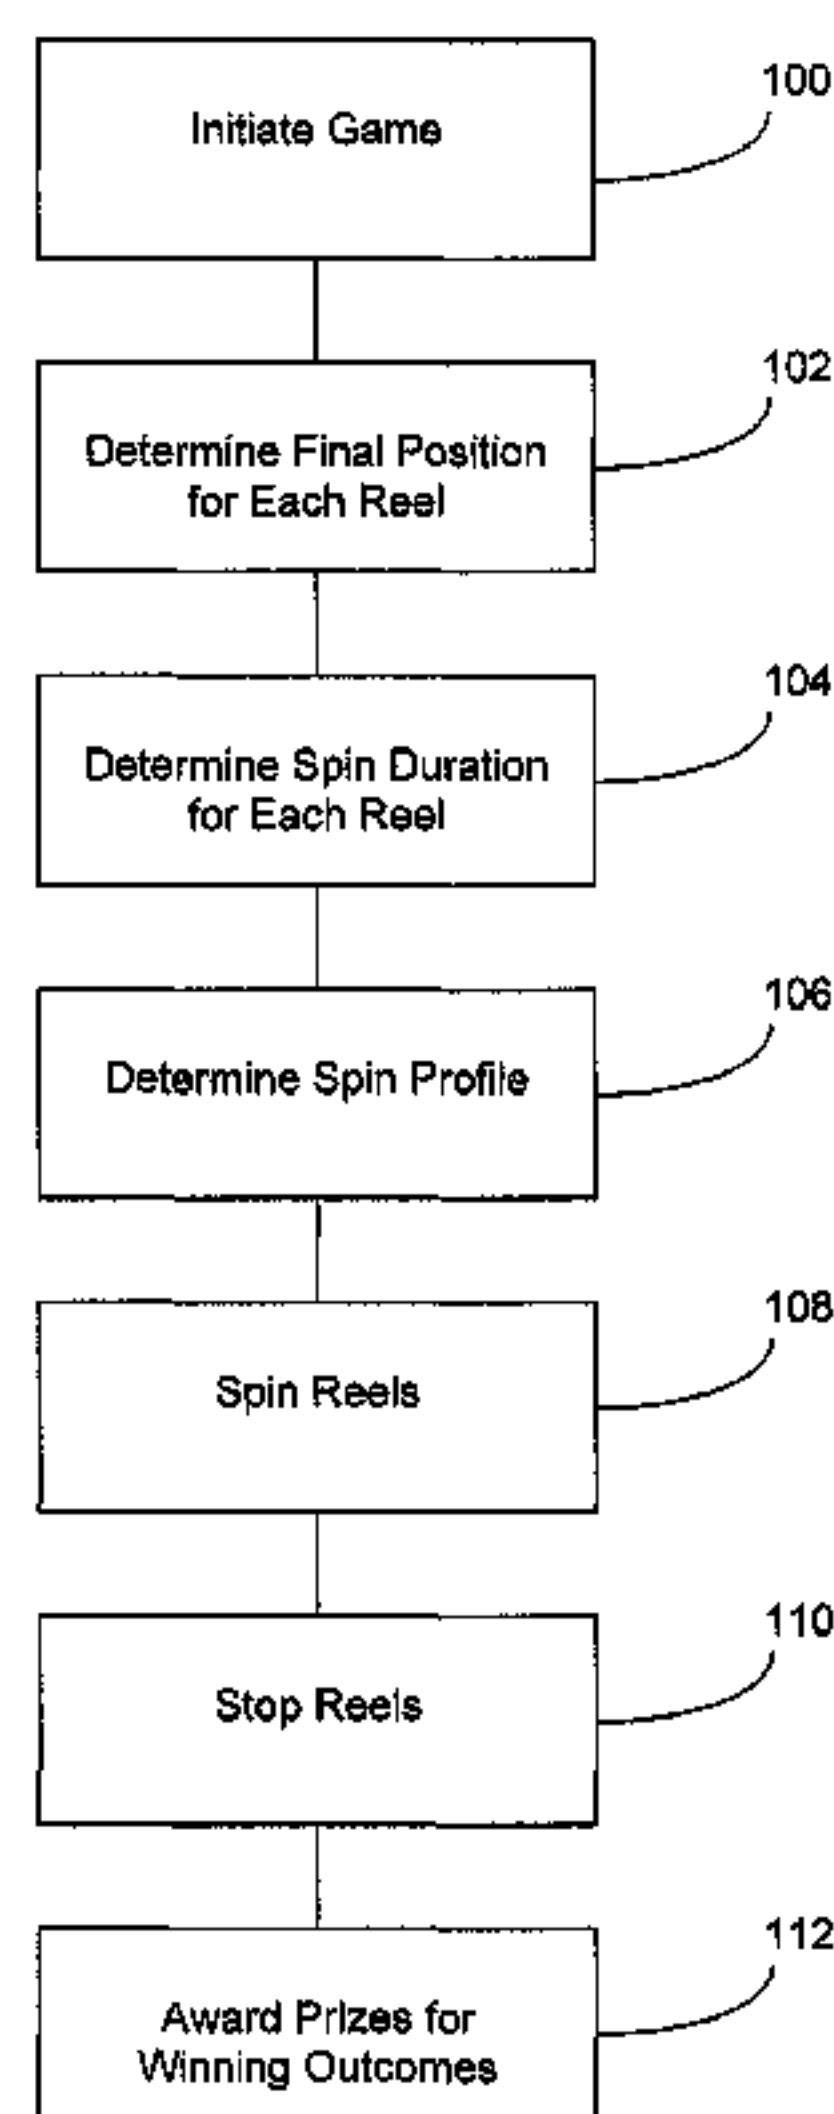 Initiate Game
100
Determine Final Position
for Each Reel
102
Determine Spin Duration
for Each Reel
104
Determine Spin Profile
106
Spin Reels
108
Stop Reels
110
Award Prizes for
Winning Outcomes
112